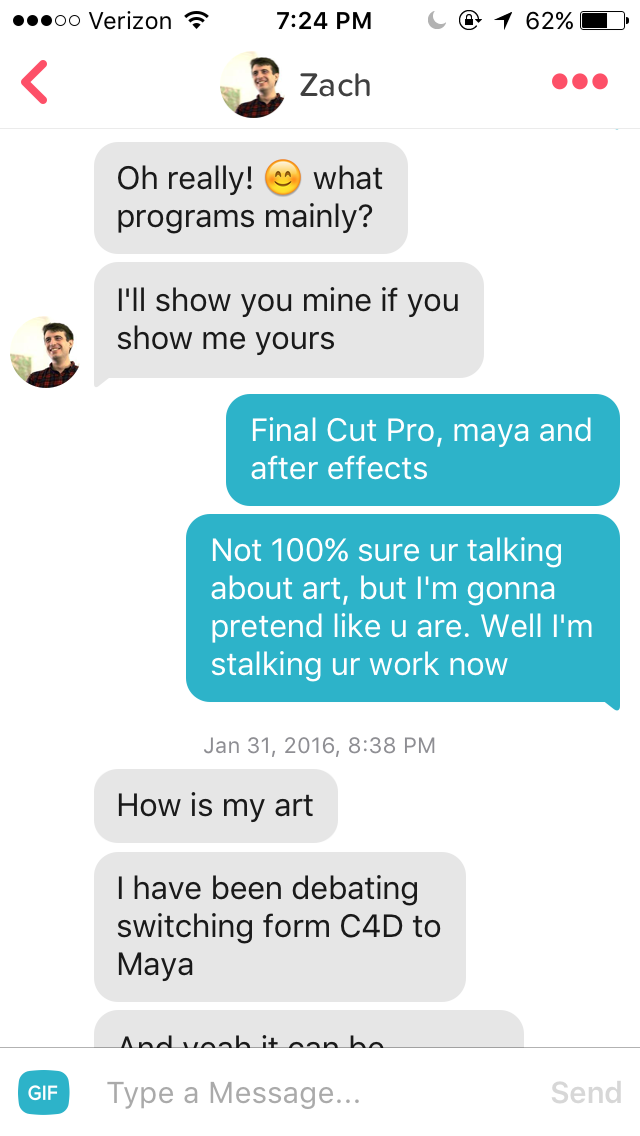 Verizon 7:24 PM 62%
Zach
Oh really! 😊 what
programs mainly?
I'll show you mine if you
show me yours
Final Cut Pro, maya and
after effects
Not 100% sure ur talking
about art, but I'm gonna
pretend like u are. Well I'm
stalking ur work now
Jan 31, 2016, 8:38 PM
How is my art
I have been debating
switching form C4D to
Maya
And yeah it can be
GIF Type a Message... Send